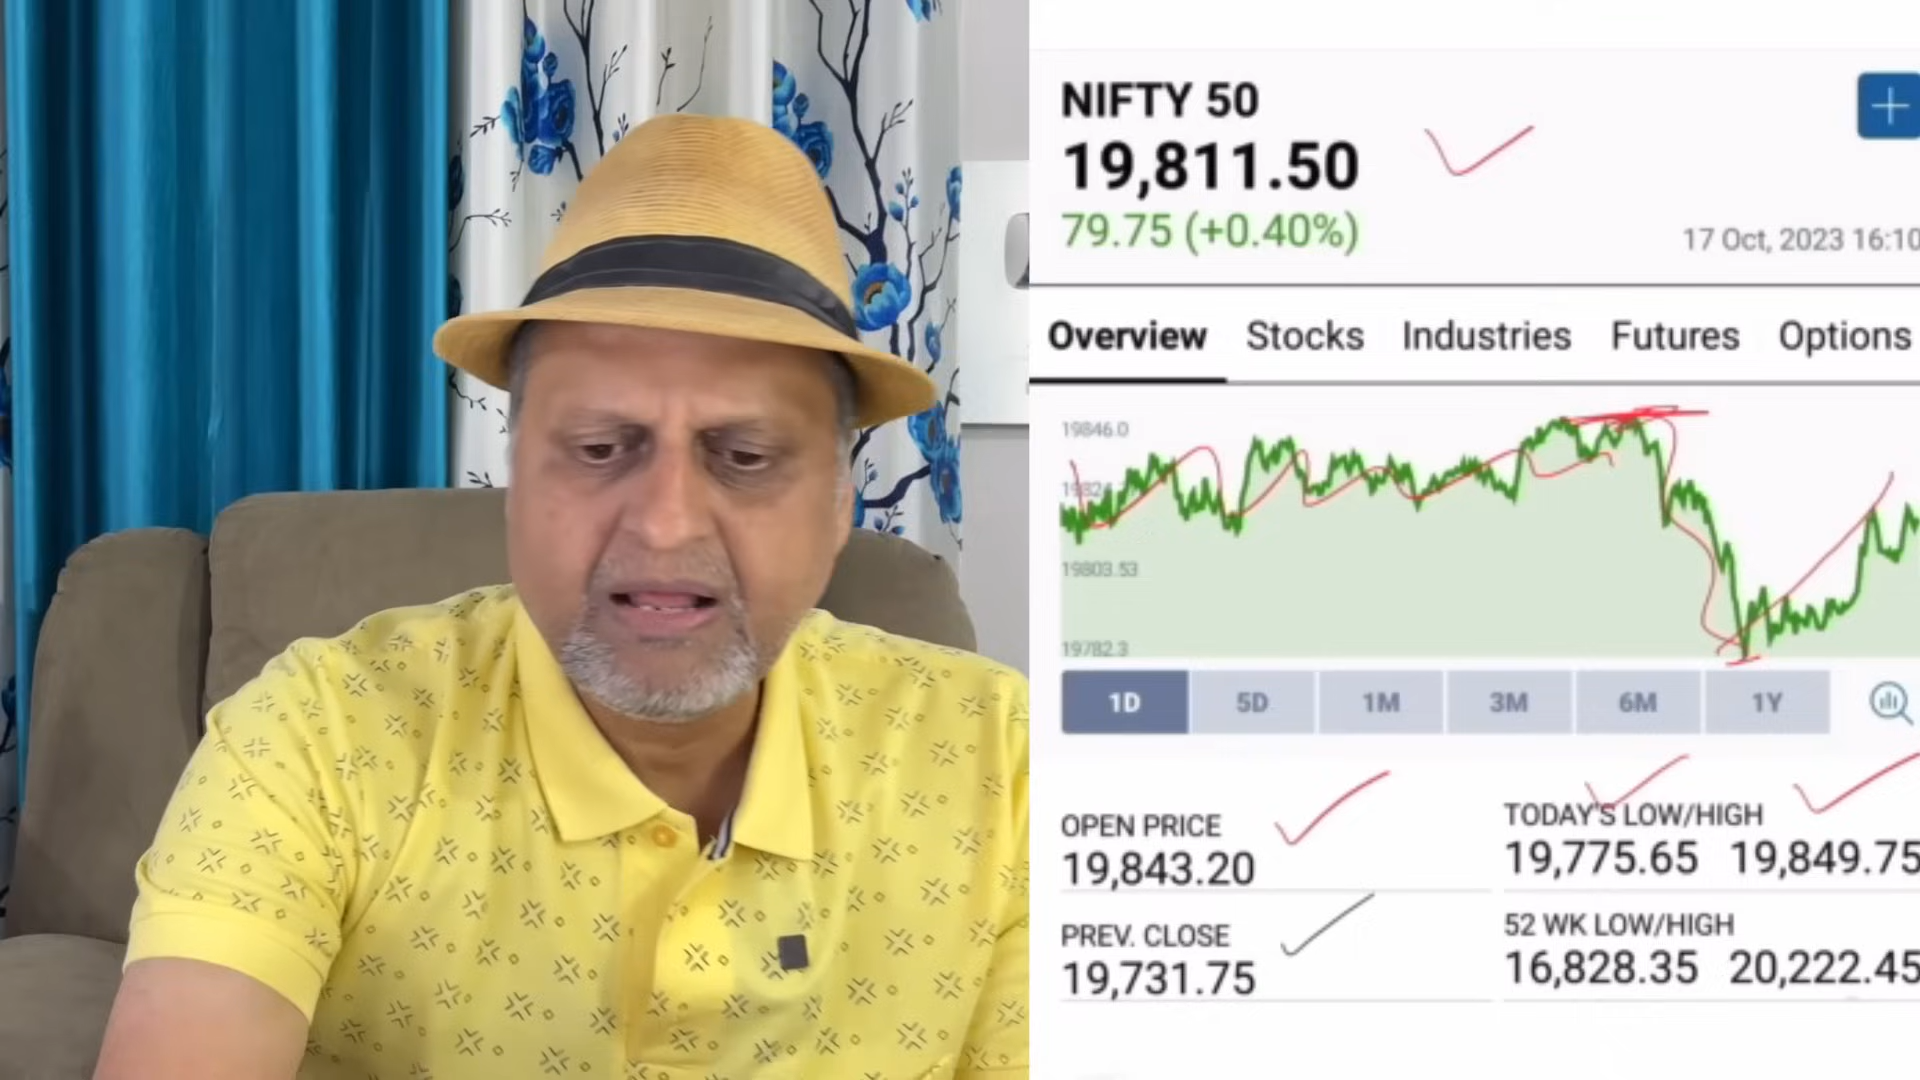 NIFTY 50
19,811.50
79.75 (+0.40%)
17 Oct, 2023 16:10
Overview Stocks Industries Futures Options
19846.0
19803.53
19782.3
1D 5D 1M 3M 6M 1Y
OPEN PRICE
19,843.20
TODAY'S LOW/HIGH
19,775.65 19,849.75
PREV. CLOSE
19,731.75
52 WK LOW/HIGH
16,828.35 20,222.45